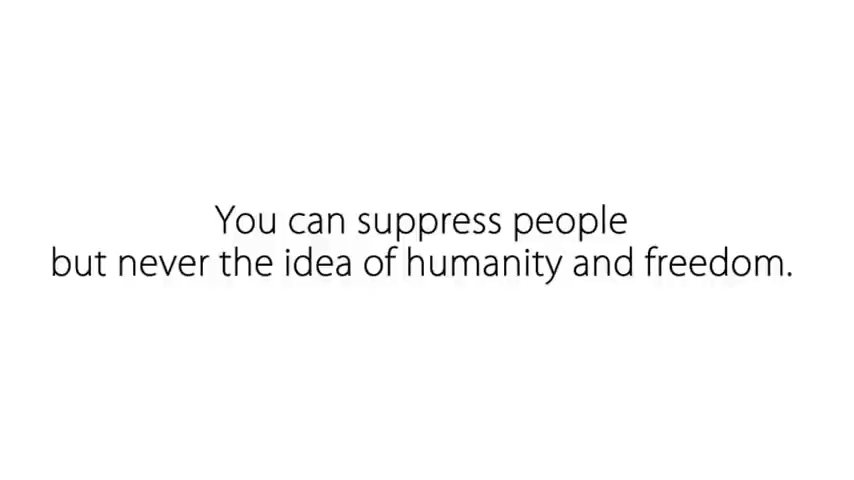 You can suppress people
but never the idea of humanity and freedom.